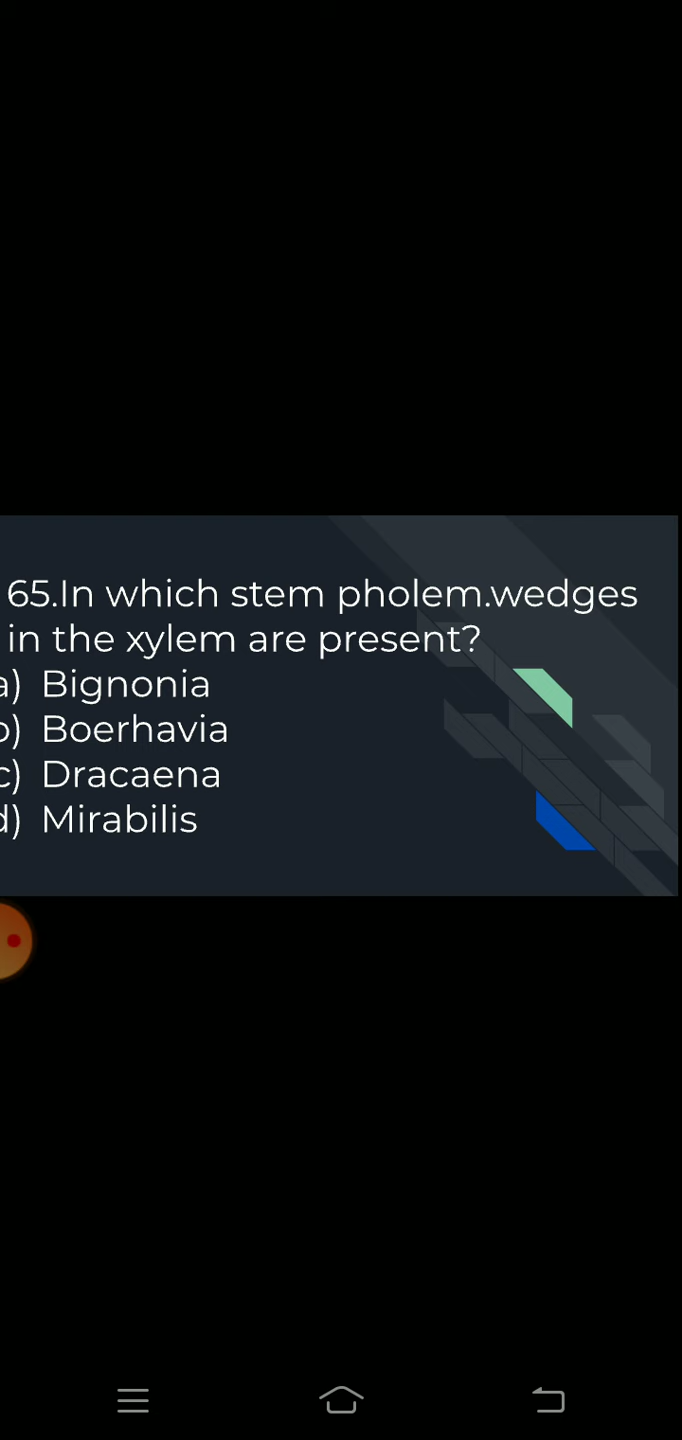 65.In which stem pholem.wedges
in the xylem are present?
a) Bignonia
b) Boerhavia
c) Dracaena
d) Mirabilis